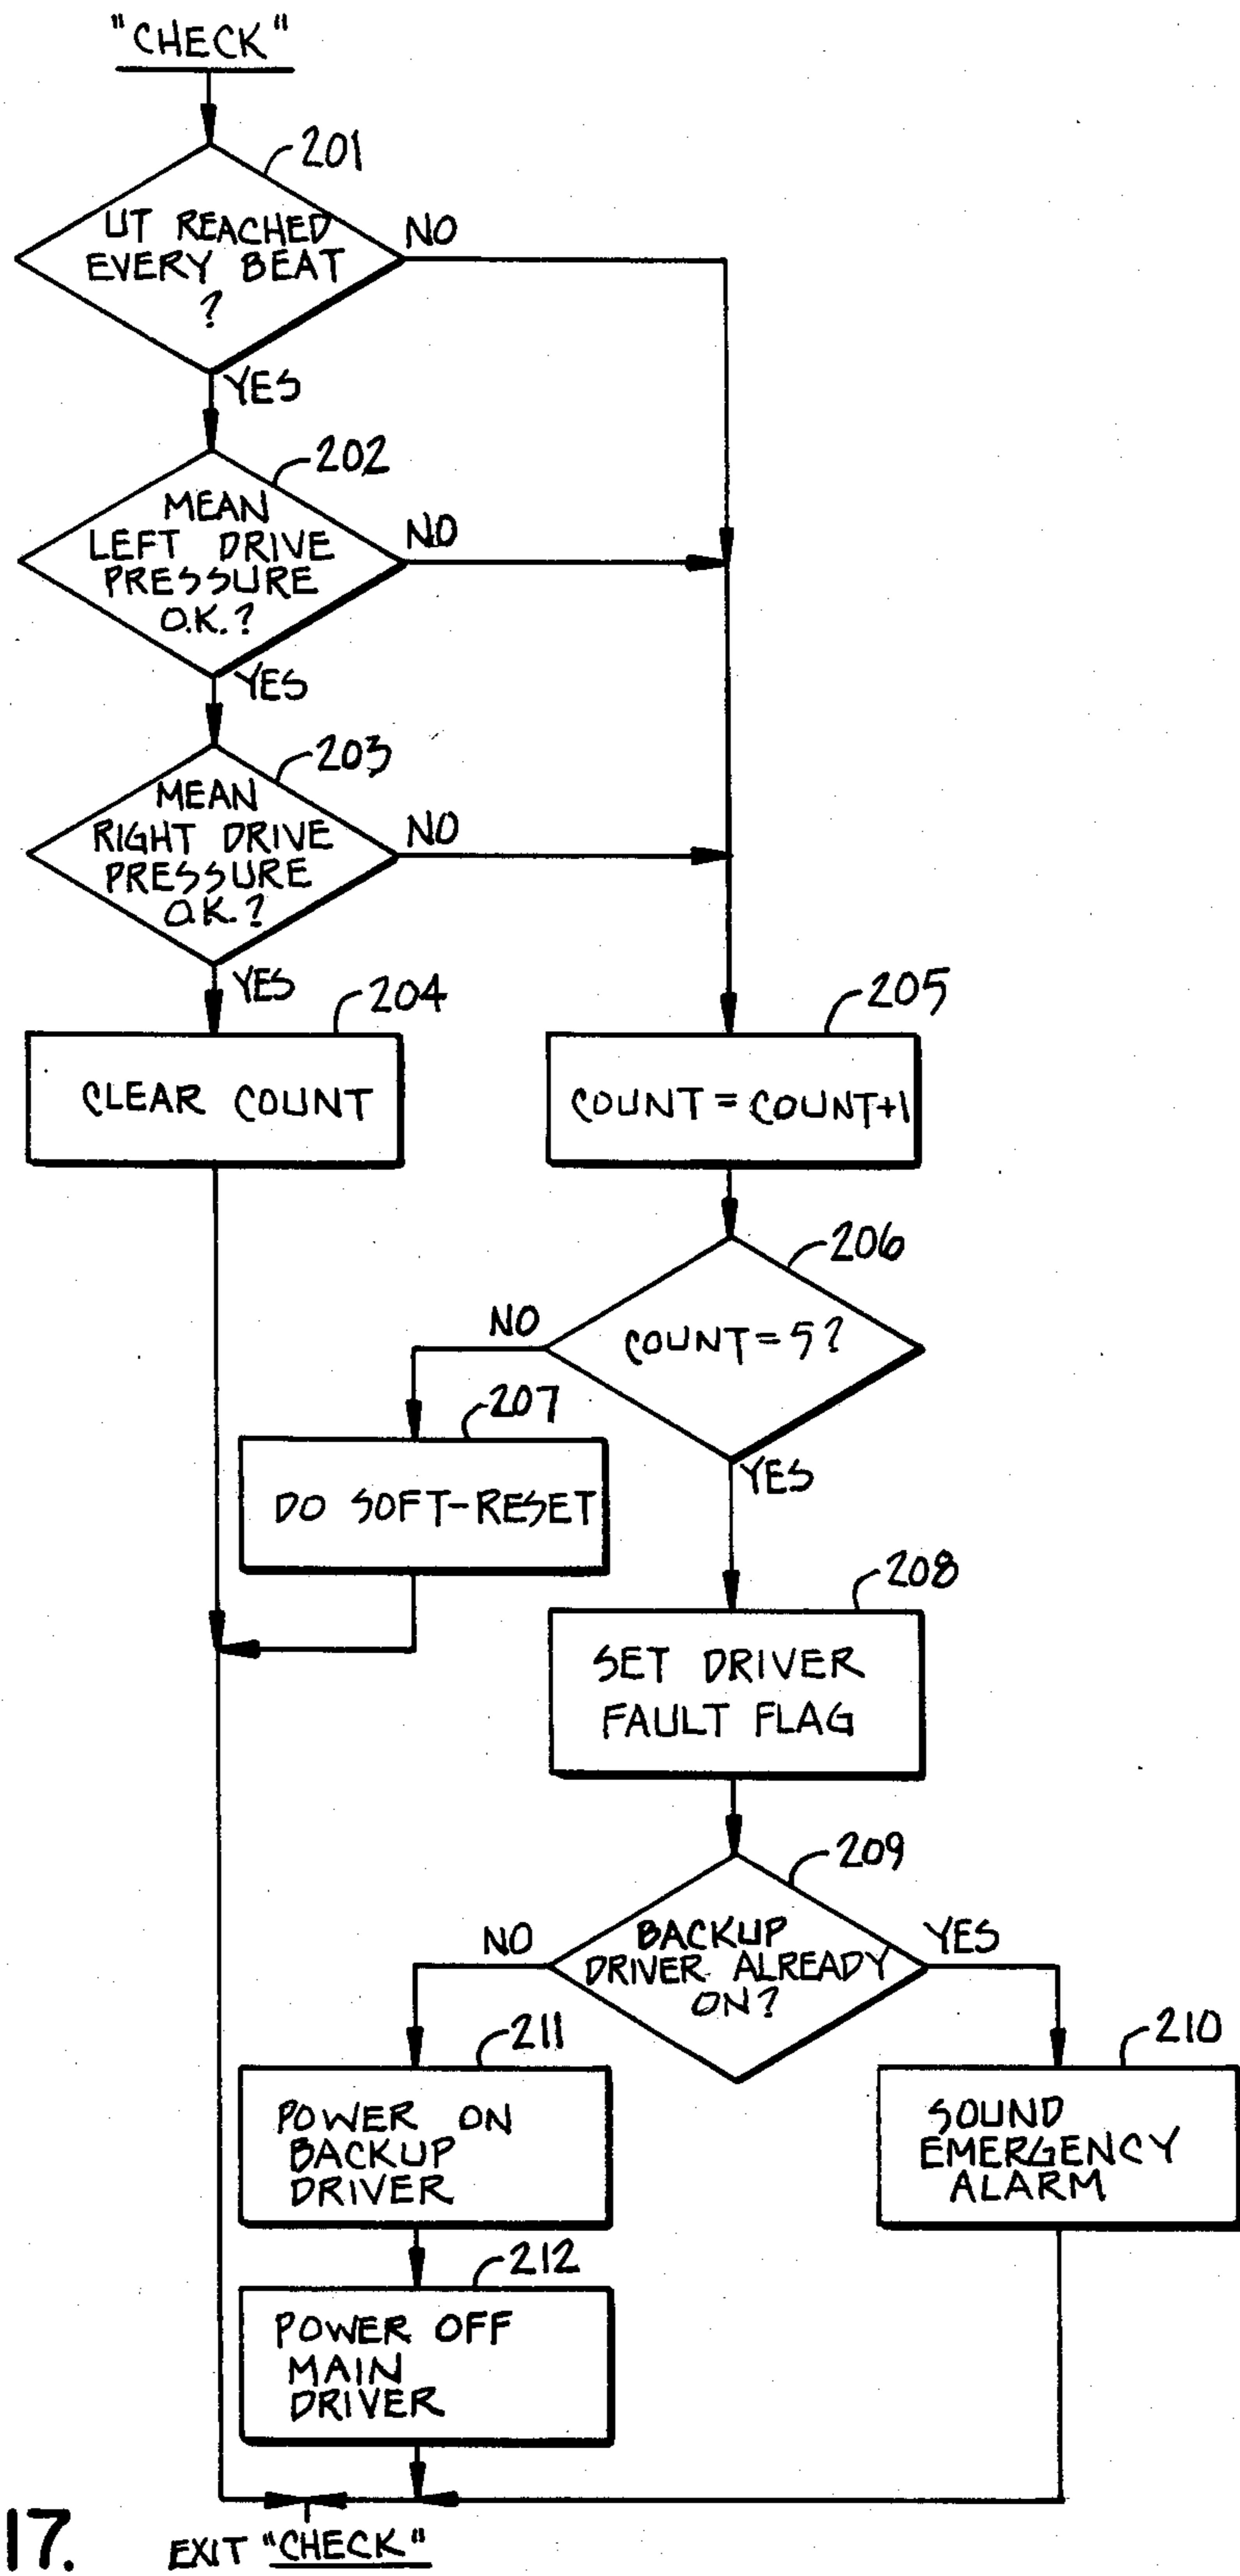 "CHECK"
201
UT REACHED
EVERY BEAT
?
NO
YES
202
MEAN
LEFT DRIVE
PRESSURE
O.K.?
NO
YES
203
MEAN
RIGHT DRIVE
PRESSURE
O.K.?
NO
YES
204
CLEAR COUNT
205
COUNT = COUNT+1
206
COUNT = 5?
NO
YES
207
DO SOFT-RESET
208
SET DRIVER
FAULT FLAG
209
BACKUP
DRIVER ALREADY
ON?
NO
YES
211
POWER ON
BACKUP
DRIVER
210
SOUND
EMERGENCY
ALARM
212
POWER OFF
MAIN
DRIVER
17.
EXIT "CHECK"